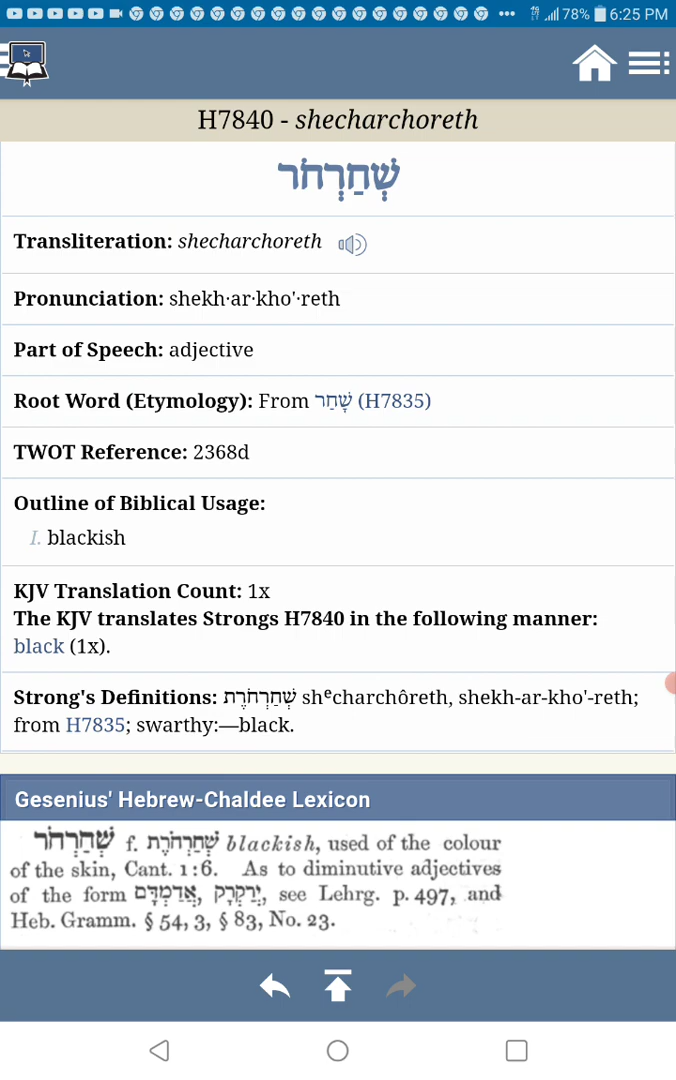 78% 6:25 PM
H7840 - shecharchoreth
שְׁחַרְחֹר
Transliteration: shecharchoreth
Pronunciation: shekh·ar·kho'·reth
Part of Speech: adjective
Root Word (Etymology): From שָׁחַר (H7835)
TWOT Reference: 2368d
Outline of Biblical Usage:
I. blackish
KJV Translation Count: 1x
The KJV translates Strongs H7840 in the following manner:
black (1x).
Strong's Definitions: שְׁחַרְחֹרֶת shᵉcharchôreth, shekh-ar-kho'-reth;
from H7835; swarthy:—black.
Gesenius' Hebrew-Chaldee Lexicon
שְׁחַרְחֹר f. שְׁחַרְחֹרֶת blackish, used of the colour
of the skin, Cant. 1:6. As to diminutive adjectives
of the form אֲדַמְדָּם, יְרַקְרָק, see Lehrg. p. 497, and
Heb. Gramm. § 54, 3, § 83, No. 23.